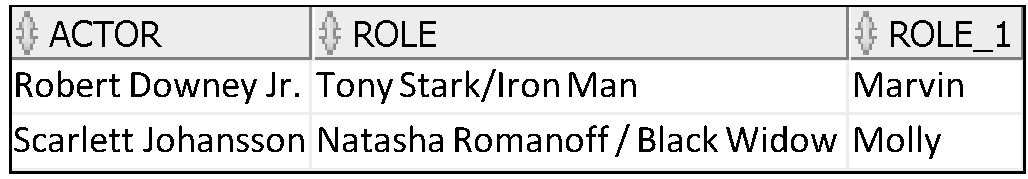 ACTOR ROLE ROLE_1
Robert Downey Jr. Tony Stark/Iron Man Marvin
Scarlett Johansson Natasha Romanoff / Black Widow Molly